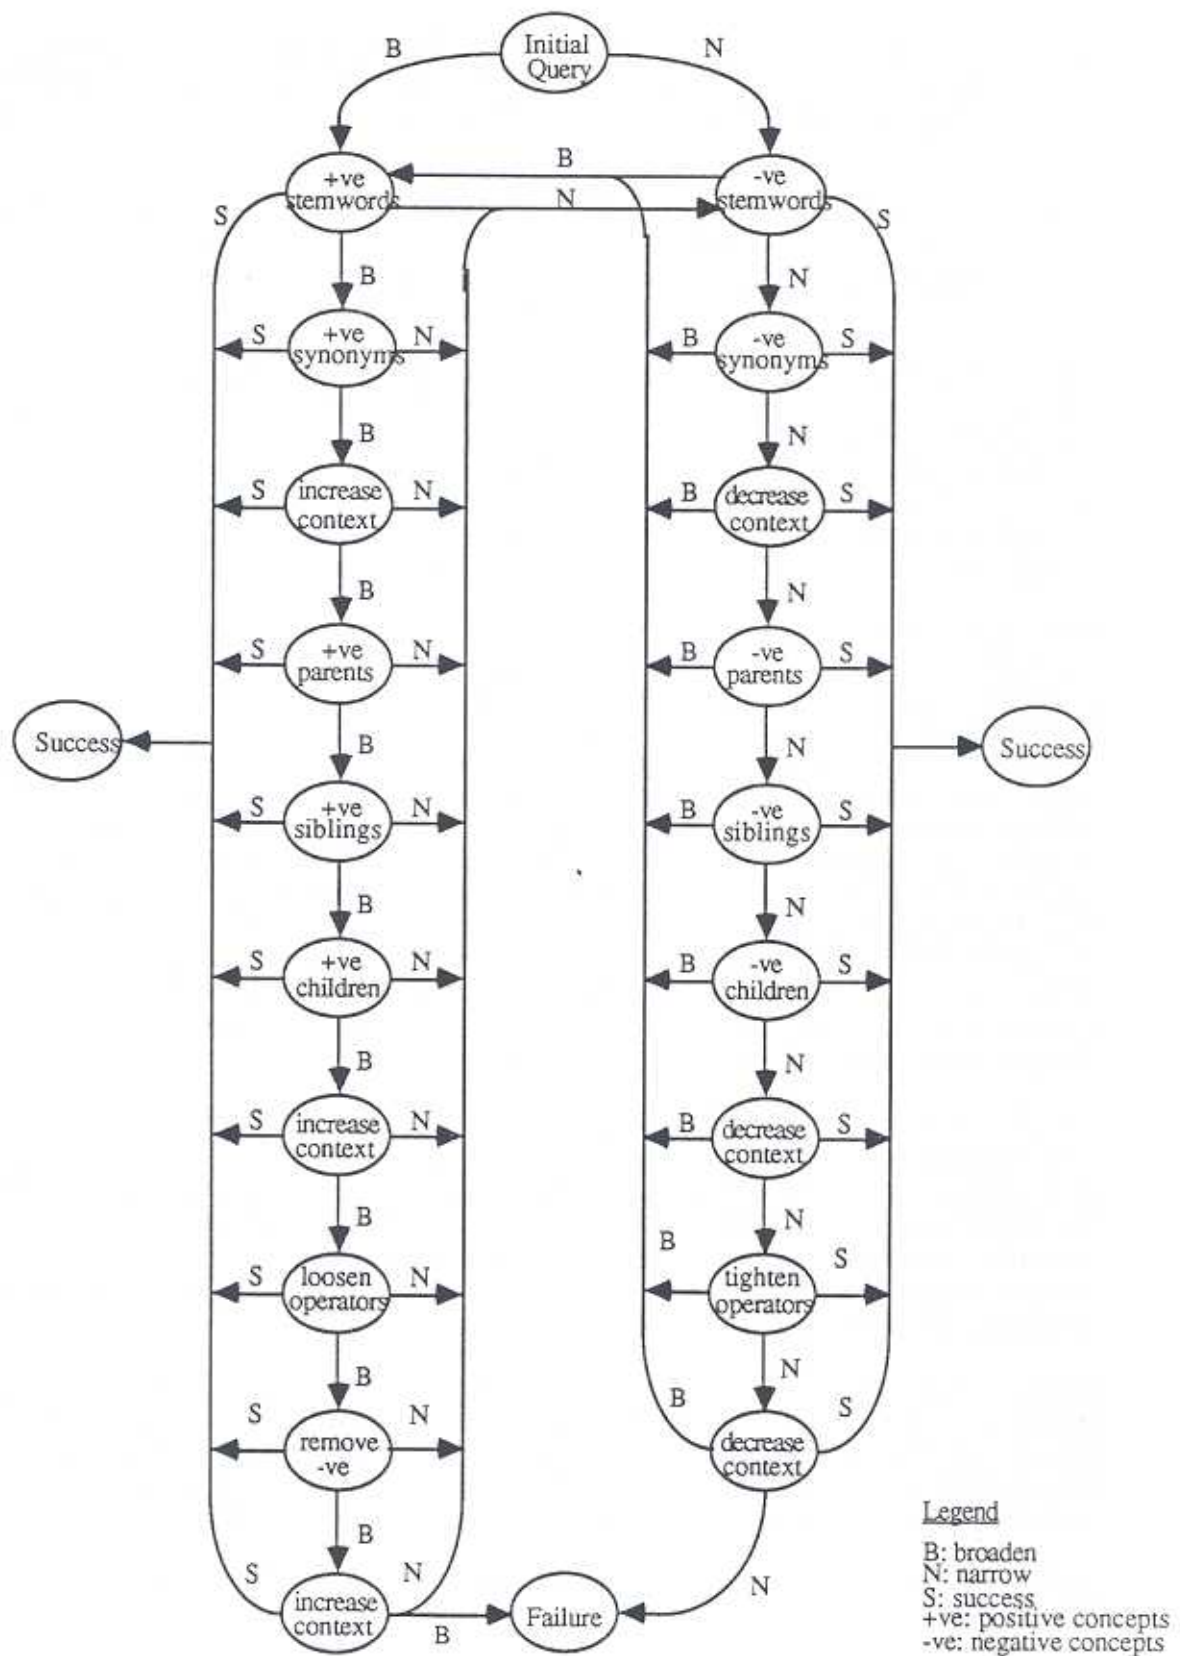 Initial
Query
B
N
+ve
stemwords
-ve
stemwords
B
N
S
S
B
N
+ve
synonyms
S
N
-ve
synonyms
B
S
B
N
increase
context
S
N
decrease
context
B
S
B
N
+ve
parents
S
N
-ve
parents
B
S
Success
Success
B
N
+ve
siblings
S
N
-ve
siblings
B
S
B
N
+ve
children
S
N
-ve
children
B
S
B
N
increase
context
S
N
decrease
context
B
S
B
N
loosen
operators
S
N
tighten
operators
B
S
B
N
remove
-ve
S
N
decrease
context
B
S
B
increase
context
S
N
B
Failure
N
Legend
B: broaden
N: narrow
S: success
+ve: positive concepts
-ve: negative concepts